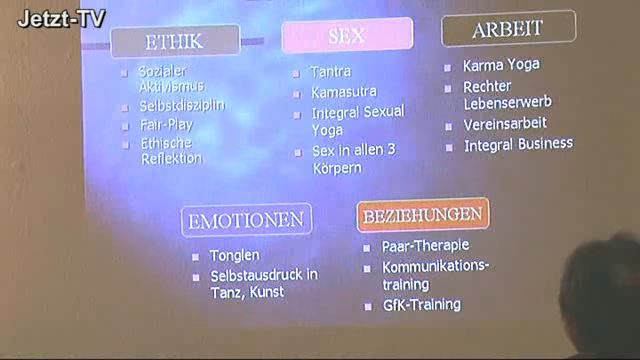 Jetzt-TV
ETHIK
Sozialer
Aktivismus
Selbstdisziplin
Fair-Play
Ethische
Reflektion
SEX
Tantra
Kamasutra
Integral Sexual
Yoga
Sex in allen 3
Körpern
ARBEIT
Karma Yoga
Rechter
Lebenserwerb
Vereinsarbeit
Integral Business
EMOTIONEN
Tonglen
Selbstausdruck in
Tanz, Kunst
BEZIEHUNGEN
Paar-Therapie
Kommunikations-
training
GfK-Training